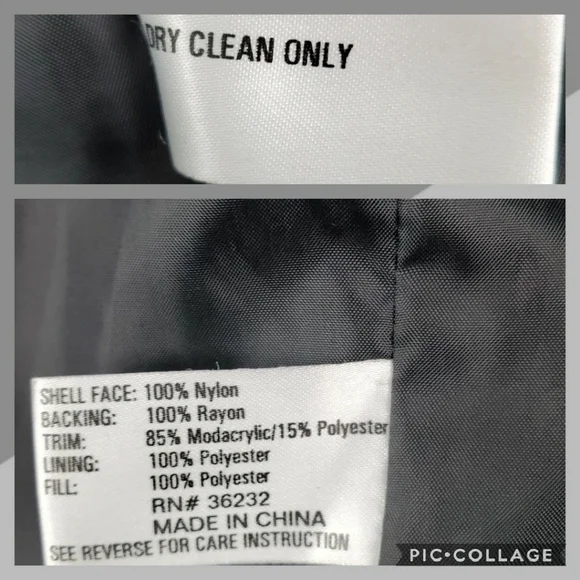 DRY CLEAN ONLY
SHELL FACE: 100% Nylon
BACKING: 100% Rayon
TRIM: 85% Modacrylic/15% Polyester
LINING: 100% Polyester
FILL: 100% Polyester
RN# 36232
MADE IN CHINA
SEE REVERSE FOR CARE INSTRUCTION
PIC•COLLAGE